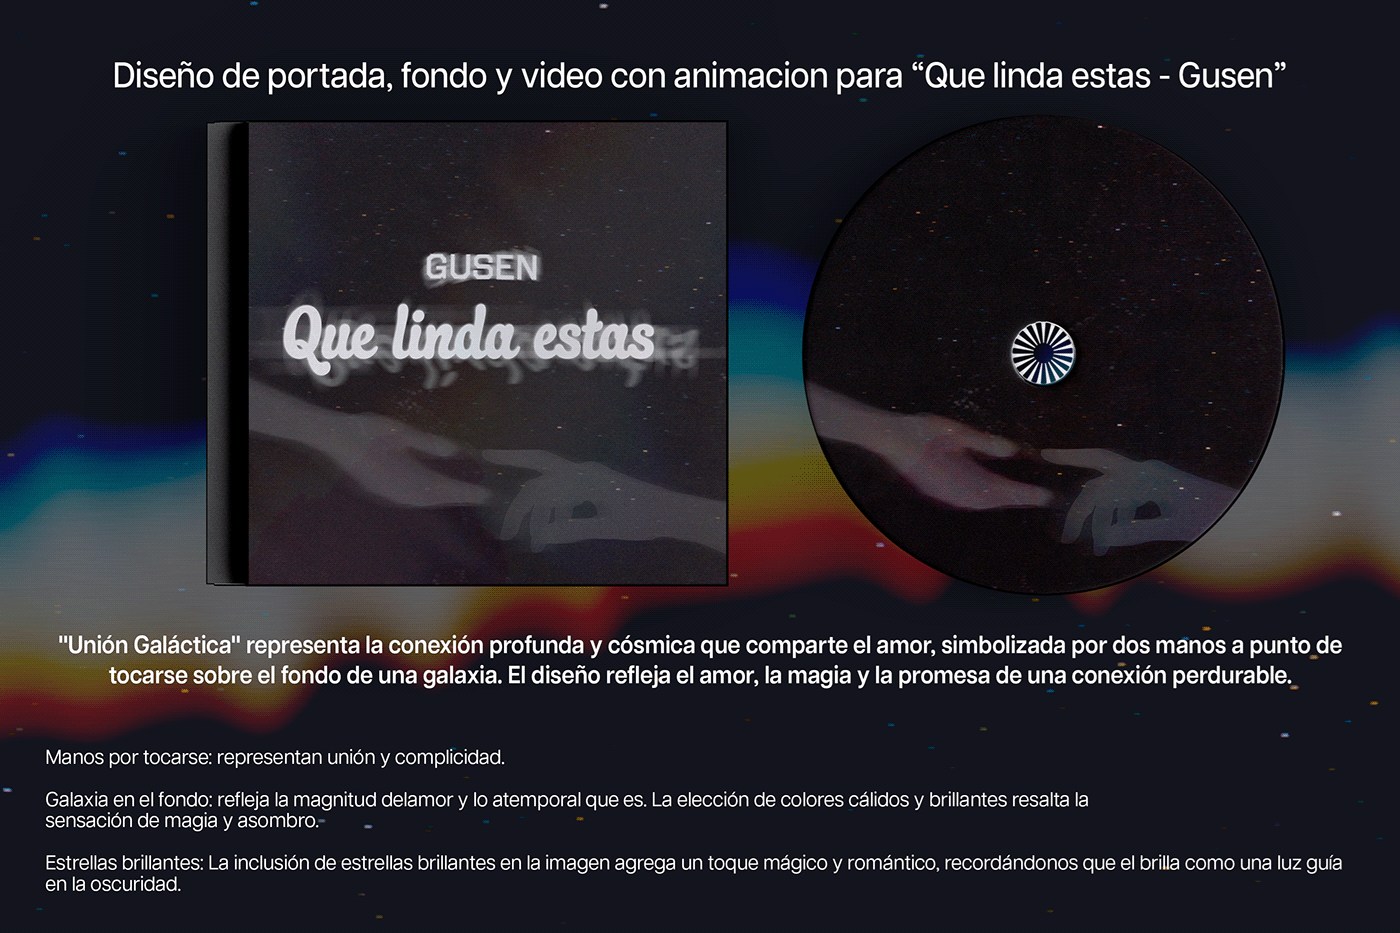 Diseño de portada, fondo y video con animacion para “Que linda estas - Gusen”
GUSEN
Que linda estas
"Unión Galáctica" representa la conexión profunda y cósmica que comparte el amor, simbolizada por dos manos a punto de
tocarse sobre el fondo de una galaxia. El diseño refleja el amor, la magia y la promesa de una conexión perdurable.
Manos por tocarse: representan unión y complicidad.
Galaxia en el fondo: refleja la magnitud delamor y lo atemporal que es. La elección de colores cálidos y brillantes resalta la
sensación de magia y asombro.
Estrellas brillantes: La inclusión de estrellas brillantes en la imagen agrega un toque mágico y romántico, recordándonos que el brilla como una luz guía
en la oscuridad.